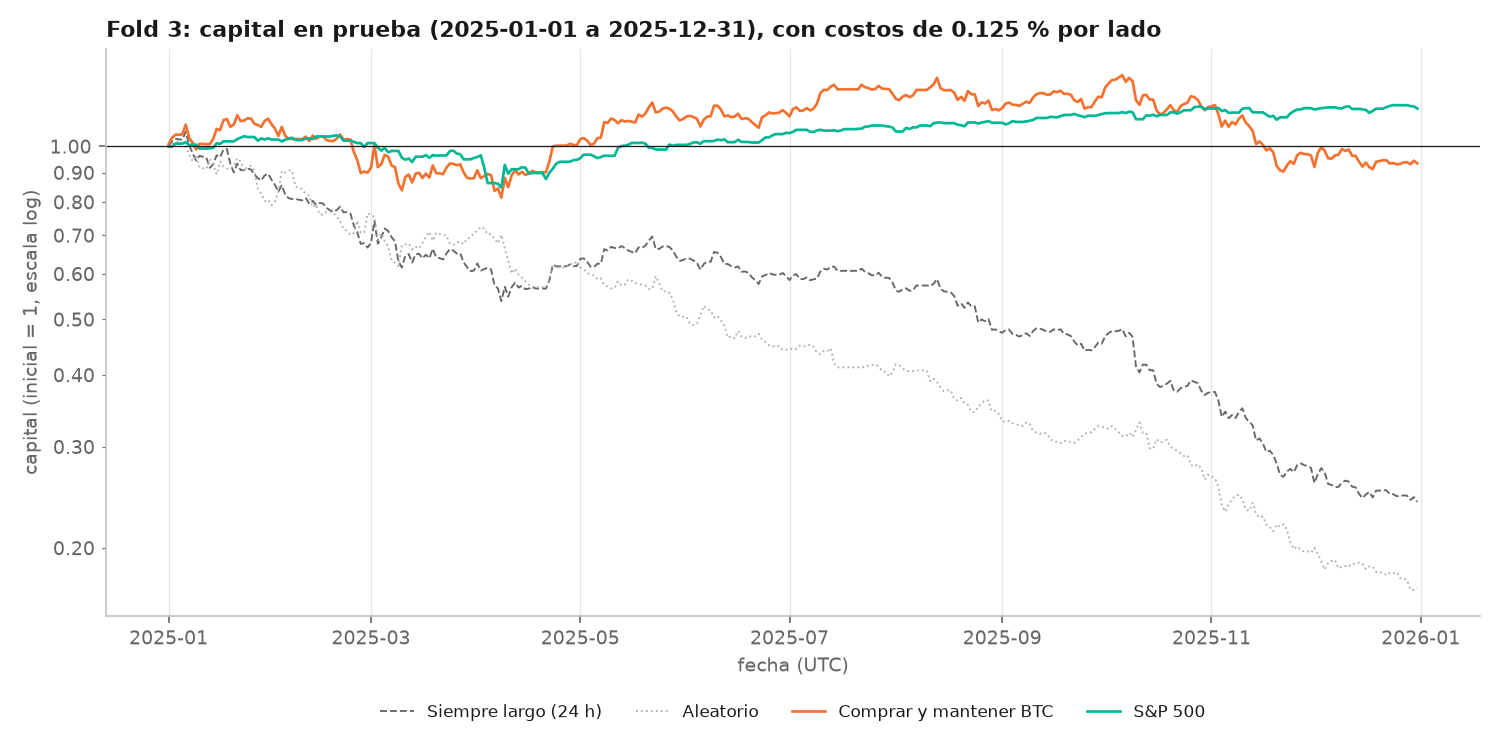 Fold 3: capital en prueba (2025-01-01 a 2025-12-31), con costos de 0.125 % por lado
capital (inicial = 1, escala log)
1.00
0.90
0.80
0.70
0.60
0.50
0.40
0.30
0.20
2025-01 2025-03 2025-05 2025-07 2025-09 2025-11 2026-01
fecha (UTC)
Siempre largo (24 h) Aleatorio Comprar y mantener BTC S&P 500